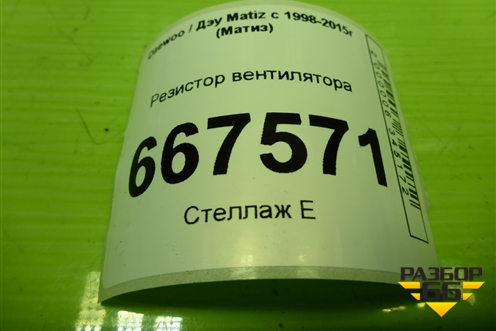 Daewoo / Дэу Matiz с 1998-2015г
(Матиз)
Резистор вентилятора
667571
Стеллаж Е
РАЗБОР
66